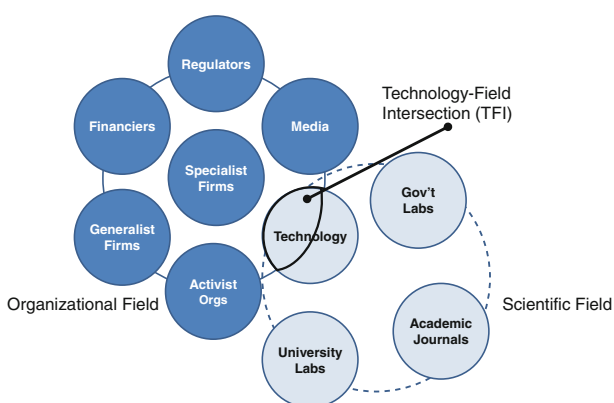 Regulators
Technology-Field
Intersection (TFI)
Financiers
Media
Specialist
Firms
Gov't
Labs
Generalist
Firms
Technology
Activist
Orgs
Organizational Field
Scientific Field
Academic
Journals
University
Labs